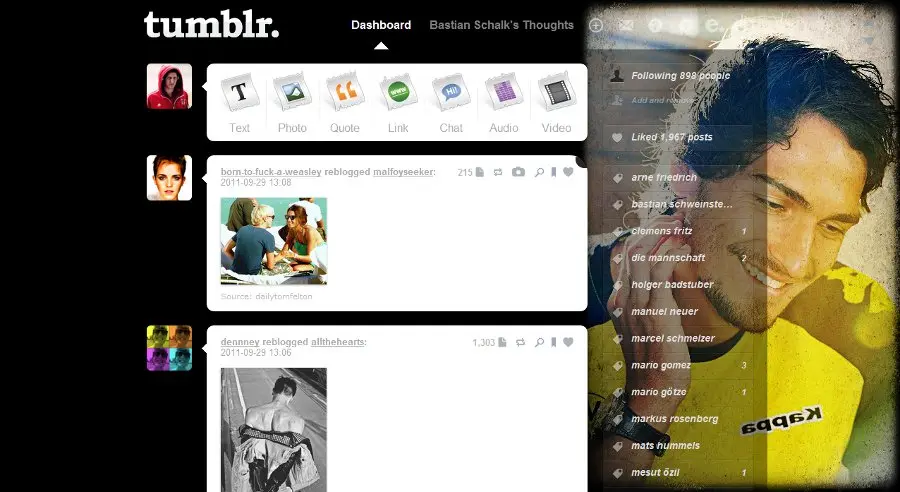 tumblr.
Dashboard
Bastian Schalk's Thoughts
Text
Photo
Quote
Link
Chat
Audio
Video
T
www
Hi!
born-to-fuck-a-weasley reblogged malfoyseeker:
2011-09-29 13:08
215
Source: dailytomfelton
dennney reblogged allthehearts:
2011-09-29 13:06
1,303
Following 898 people
Add and remove
Liked 1,967 posts
arne friedrich
bastian schweinste...
clemens fritz 1
die mannschaft 2
holger badstuber
manuel neuer
marcel schmelzer
mario gomez 3
mario götze 1
markus rosenberg
mats hummels
mesut özil 1
Kappa